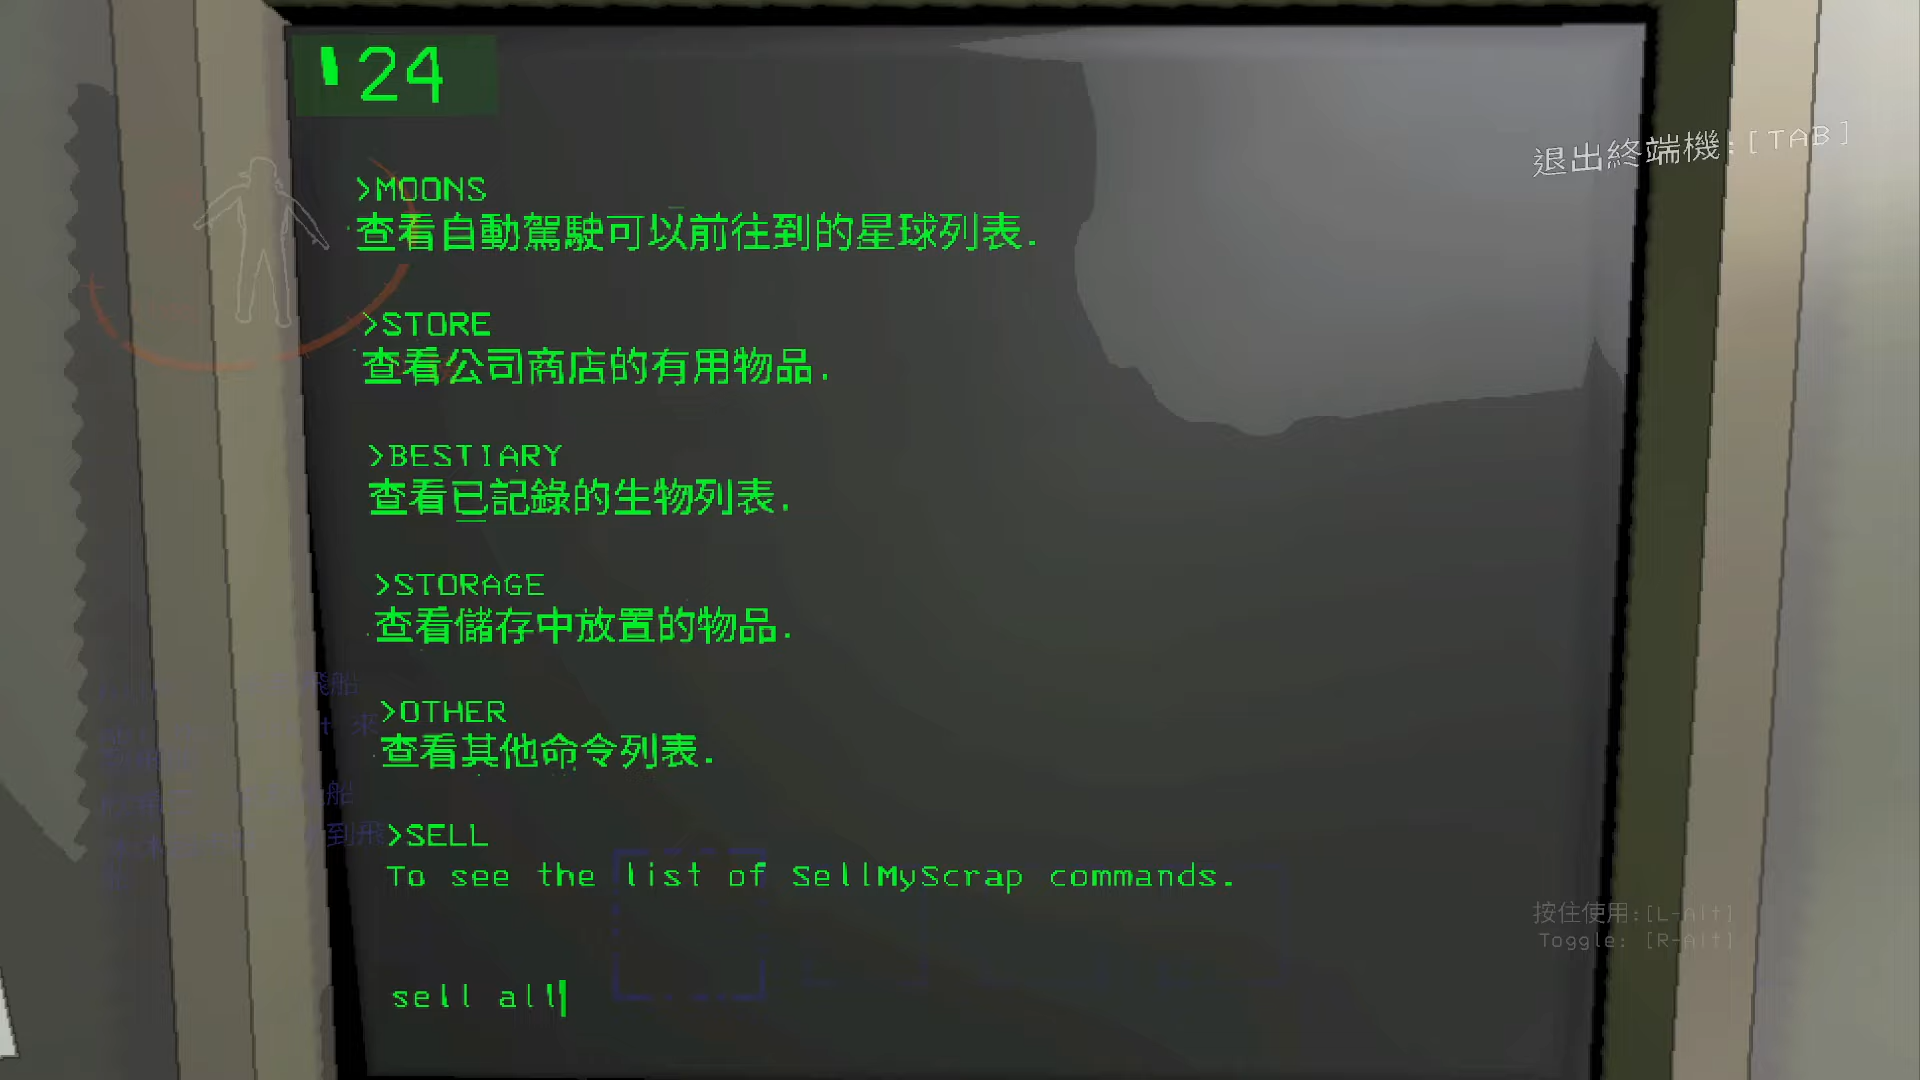 24
退出終端機:[TAB]
>MOONS
查看自動駕駛可以前往到的星球列表.
>STORE
查看公司商店的有用物品.
>BESTIARY
查看已記錄的生物列表.
>STORAGE
查看儲存中放置的物品.
>OTHER
查看其他命令列表.
>SELL
To see the list of SellMyScrap commands.
按住使用:[L-Alt]
Toggle: [R-Alt]
sell all